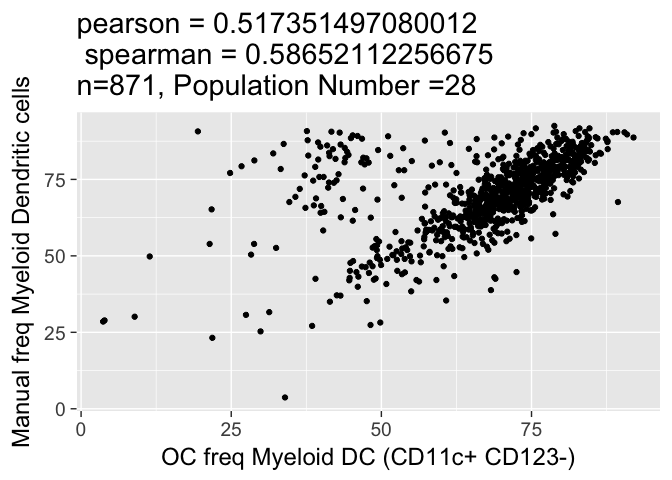 pearson = 0.517351497080012
spearman = 0.58652112256675
n=871, Population Number =28
Manual freq Myeloid Dendritic cells
75
50
25
0
0
25
50
75
OC freq Myeloid DC (CD11c+ CD123-)